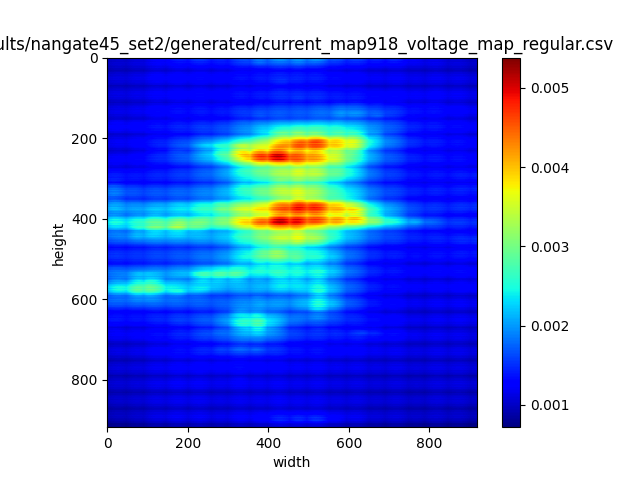 ults/nangate45_set2/generated/current_map918_voltage_map_regular.csv
0
200
400
600
800
height
0 200 400 600 800
width
0.005
0.004
0.003
0.002
0.001